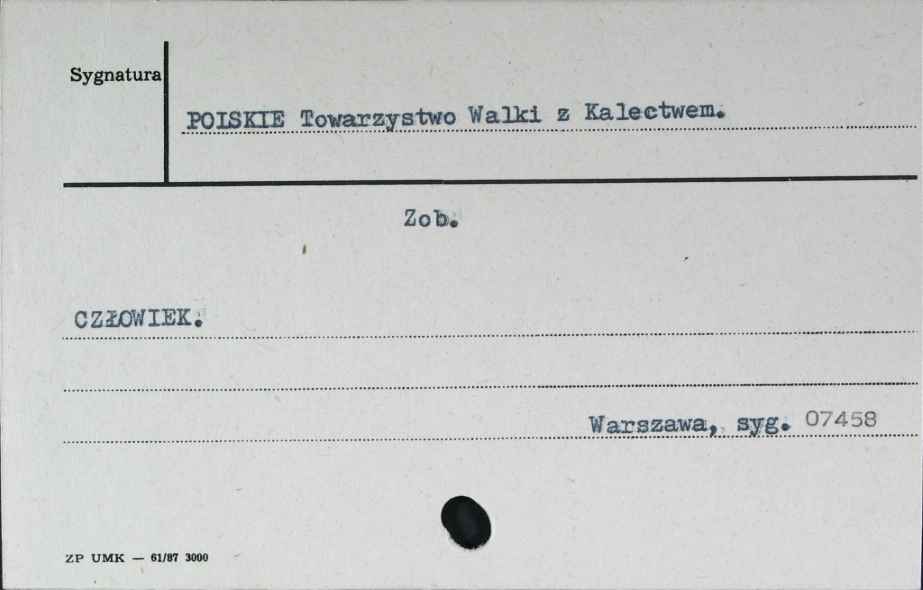 Sygnatura
POISKIE Towarzystwo Walki z Kalectwem.
Zob.
CZŁOWIEK.
Warszawa, syg. 07458
ZP UMK — 61/87 3000